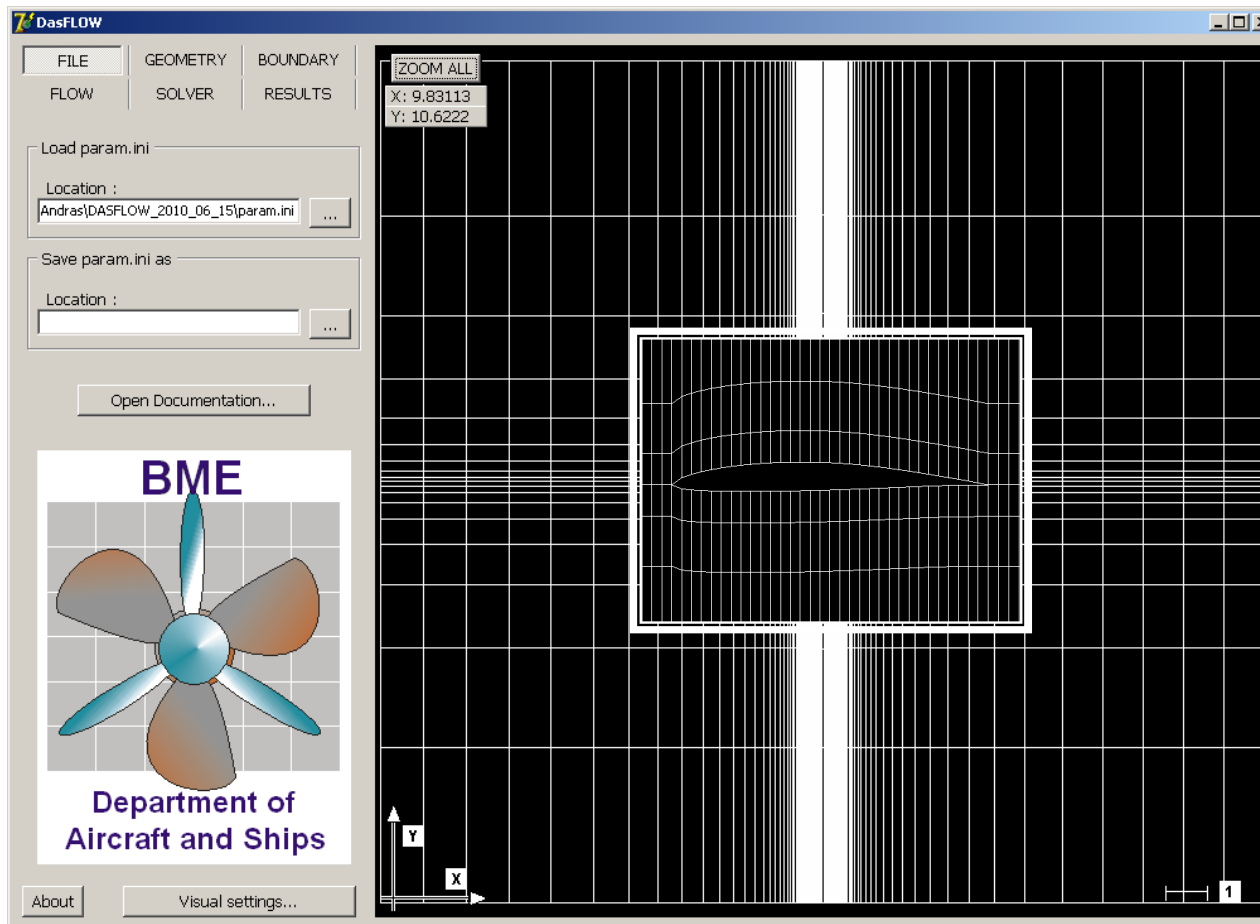 DasFLOW
FILE GEOMETRY BOUNDARY
FLOW SOLVER RESULTS
Load param.ini
Location :
Andras\DASFLOW_2010_06_15\param.ini ...
Save param.ini as
Location :
...
Open Documentation...
BME
Department of
Aircraft and Ships
About Visual settings...
ZOOM ALL
X: 9.83113
Y: 10.6222
Y
X
1